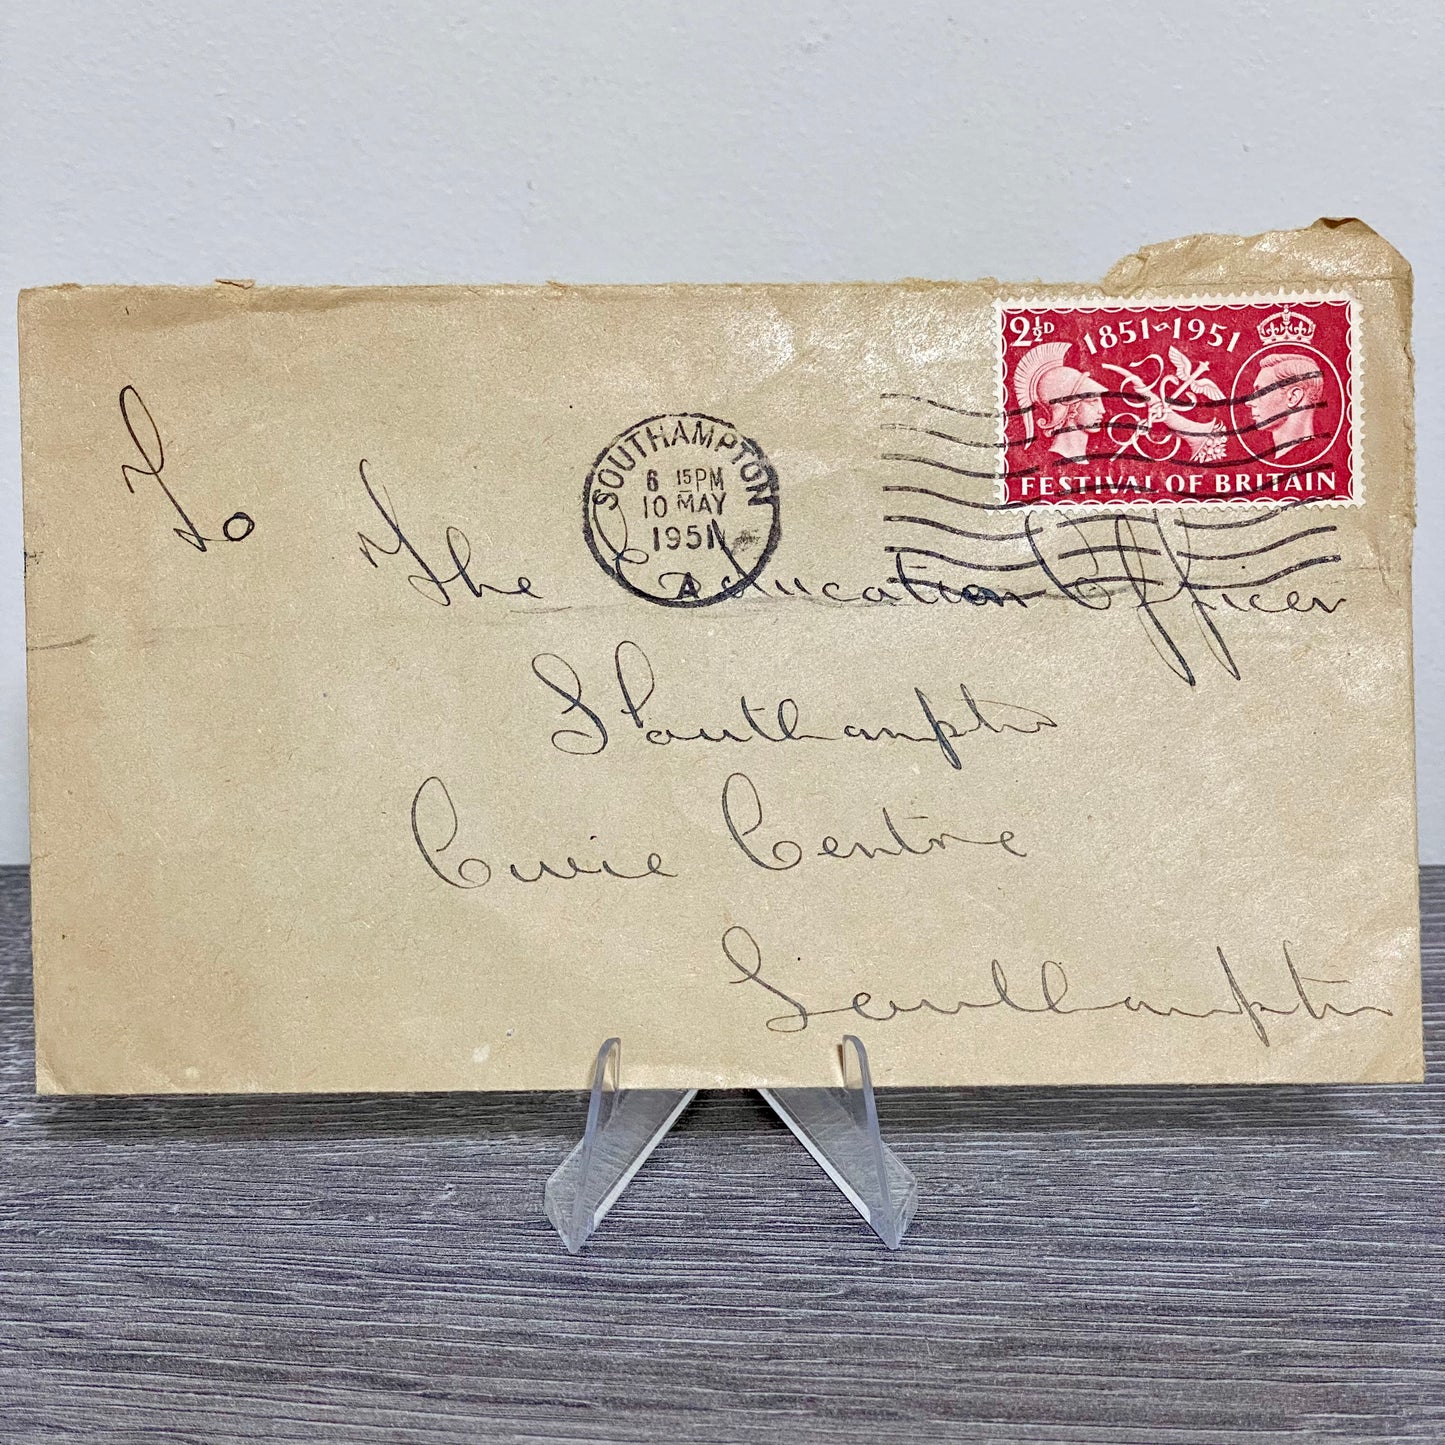 2½D 1851-1951
FESTIVAL OF BRITAIN
SOUTHAMPTON
6 15PM
10 MAY
1951
A
To
The Education Officer
Southampton
Civic Centre
Southampton